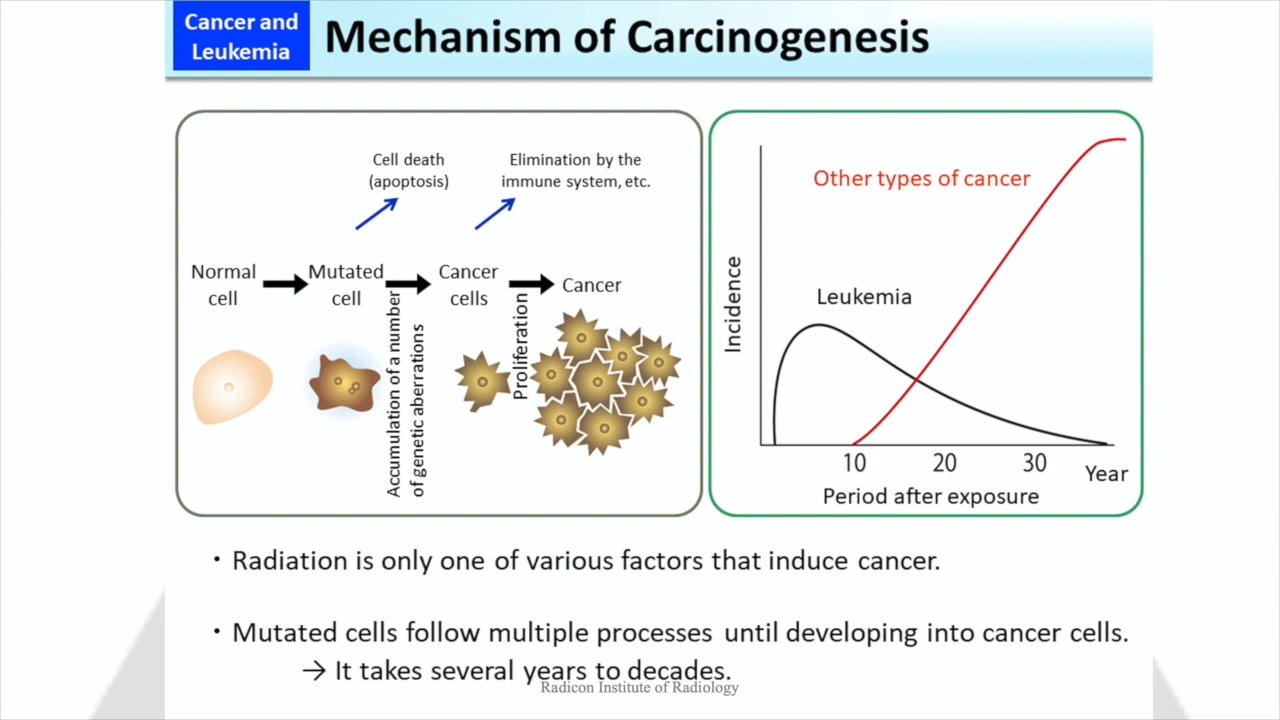 Cancer and
Leukemia
Mechanism of Carcinogenesis
Cell death
(apoptosis)
Elimination by the
immune system, etc.
Normal
cell
Mutated
cell
Cancer
cells
Cancer
Accumulation of a number
of genetic aberrations
Proliferation
Other types of cancer
Leukemia
Incidence
10 20 30 Year
Period after exposure
・Radiation is only one of various factors that induce cancer.
・Mutated cells follow multiple processes until developing into cancer cells.
→ It takes several years to decades.
Radicon Institute of Radiology